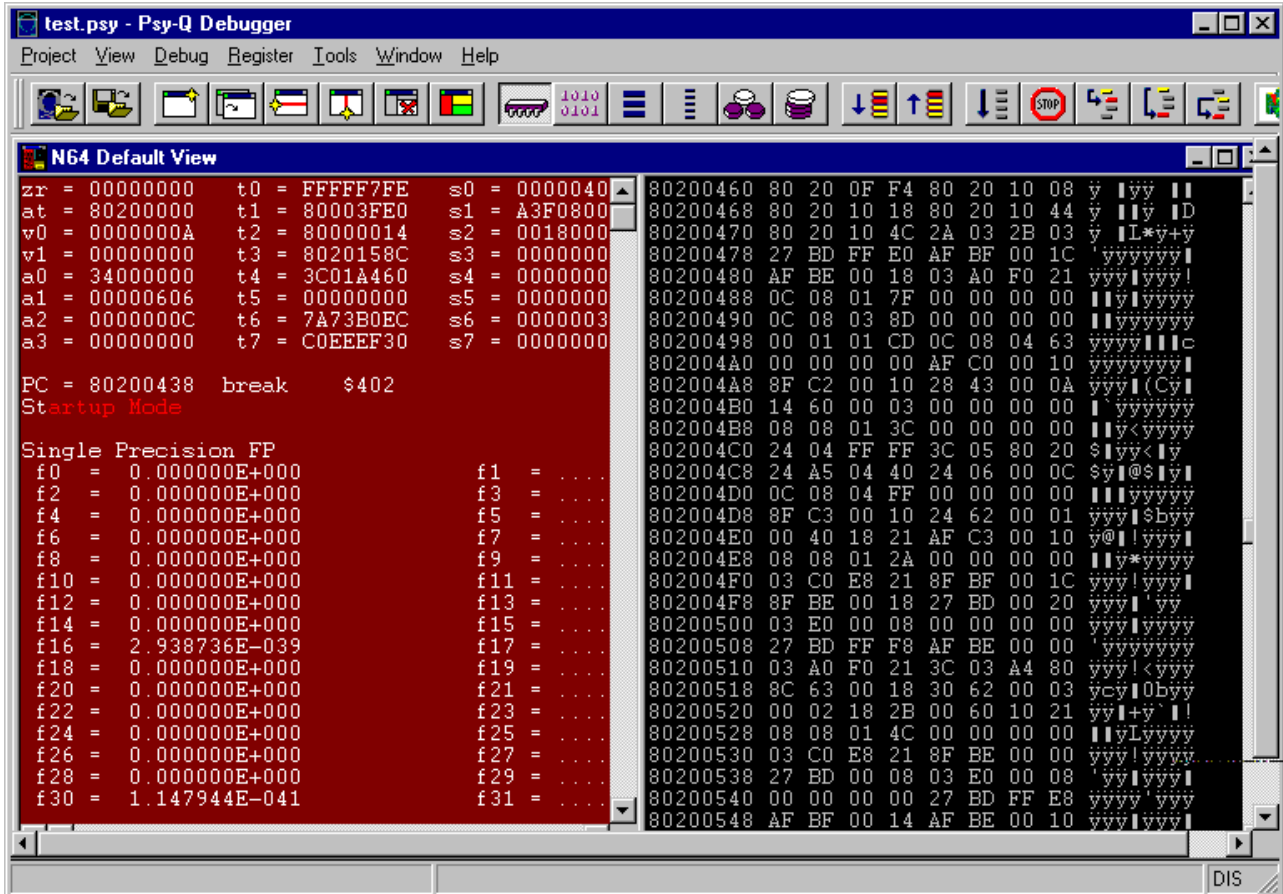 test.psy - Psy-Q Debugger
Project View Debug Register Tools Window Help
1010
0101
STOP
N64 Default View
zr = 00000000 t0 = FFFFF7FE s0 = 0000040
at = 80200000 t1 = 80003FE0 s1 = A3F0800
v0 = 0000000A t2 = 80000014 s2 = 0018000
v1 = 00000000 t3 = 8020158C s3 = 0000000
a0 = 34000000 t4 = 3C01A460 s4 = 0000000
a1 = 00000606 t5 = 00000000 s5 = 0000000
a2 = 0000000C t6 = 7A73B0EC s6 = 0000003
a3 = 00000000 t7 = C0EEEF30 s7 = 0000000
PC = 80200438 break $402
Startup Mode
Single Precision FP
f0 = 0.000000E+000 f1 = ....
f2 = 0.000000E+000 f3 = ....
f4 = 0.000000E+000 f5 = ....
f6 = 0.000000E+000 f7 = ....
f8 = 0.000000E+000 f9 = ....
f10 = 0.000000E+000 f11 = ....
f12 = 0.000000E+000 f13 = ....
f14 = 0.000000E+000 f15 = ....
f16 = 2.938736E-039 f17 = ....
f18 = 0.000000E+000 f19 = ....
f20 = 0.000000E+000 f21 = ....
f22 = 0.000000E+000 f23 = ....
f24 = 0.000000E+000 f25 = ....
f26 = 0.000000E+000 f27 = ....
f28 = 0.000000E+000 f29 = ....
f30 = 1.147944E-041 f31 = ....
80200460 80 20 0F F4 80 20 10 08
80200468 80 20 10 18 80 20 10 44
80200470 80 20 10 4C 2A 03 2B 03
80200478 27 BD FF E0 AF BF 00 1C
80200480 AF BE 00 18 03 A0 F0 21
80200488 0C 08 01 7F 00 00 00 00
80200490 0C 08 03 8D 00 00 00 00
80200498 00 01 01 CD 0C 08 04 63
802004A0 00 00 00 00 AF C0 00 10
802004A8 8F C2 00 10 28 43 00 0A
802004B0 14 60 00 03 00 00 00 00
802004B8 08 08 01 3C 00 00 00 00
802004C0 24 04 FF FF 3C 05 80 20
802004C8 24 A5 04 40 24 06 00 0C
802004D0 0C 08 04 FF 00 00 00 00
802004D8 8F C3 00 10 24 62 00 01
802004E0 00 40 18 21 AF C3 00 10
802004E8 08 08 01 2A 00 00 00 00
802004F0 03 C0 E8 21 8F BF 00 1C
802004F8 8F BE 00 18 27 BD 00 20
80200500 03 E0 00 08 00 00 00 00
80200508 27 BD FF F8 AF BE 00 00
80200510 03 A0 F0 21 3C 03 A4 80
80200518 8C 63 00 18 30 62 00 03
80200520 00 02 18 2B 00 60 10 21
80200528 08 08 01 4C 00 00 00 00
80200530 03 C0 E8 21 8F BE 00 00
80200538 27 BD 00 08 03 E0 00 08
80200540 00 00 00 00 27 BD FF E8
80200548 AF BF 00 14 AF BE 00 10
DIS